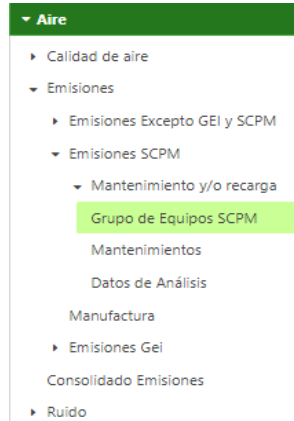 Aire
Calidad de aire
Emisiones
Emisiones Excepto GEI y SCPM
Emisiones SCPM
Mantenimiento y/o recarga
Grupo de Equipos SCPM
Mantenimientos
Datos de Análisis
Manufactura
Emisiones Gei
Consolidado Emisiones
Ruido